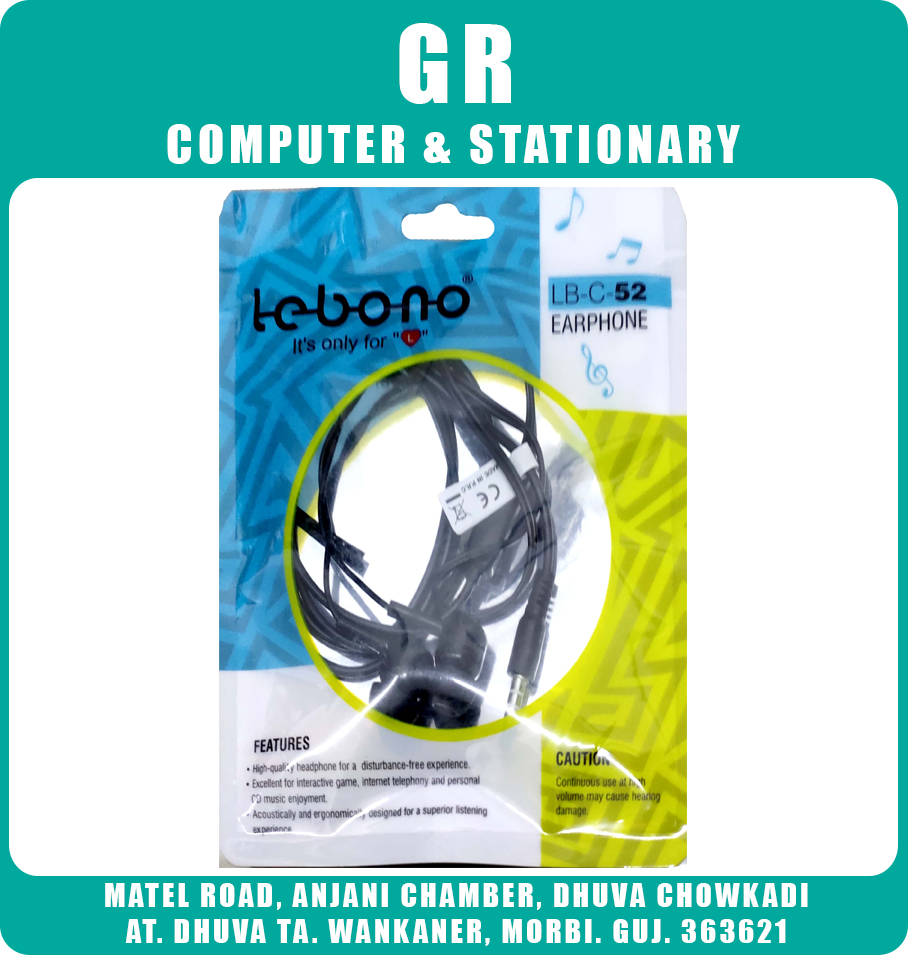 GR
COMPUTER & STATIONARY
Lebono®
It's only for "L"
LB-C-52
EARPHONE
MADE IN P.R.C
CE
FEATURES
• High-quality headphone for a disturbance-free experience.
• Excellent for interactive game, internet telephony and personal
CD music enjoyment.
• Acoustically and ergonomically designed for a superior listening
experience.
CAUTION
Continuous use at high
volume may cause hearing
damage.
MATEL ROAD, ANJANI CHAMBER, DHUVA CHOWKADI
AT. DHUVA TA. WANKANER, MORBI. GUJ. 363621